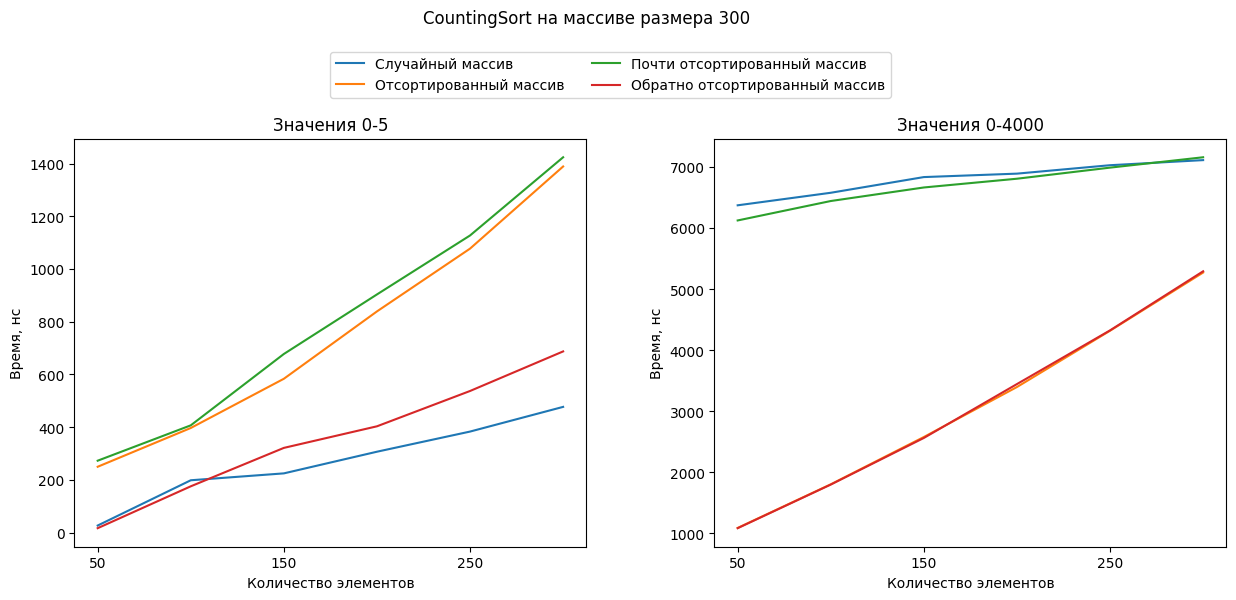 CountingSort на массиве размера 300
Случайный массив
Отсортированный массив
Почти отсортированный массив
Обратно отсортированный массив
Значения 0-5
1400
1200
1000
800
600
400
200
0
Время, нс
50
150
250
Количество элементов
Значения 0-4000
7000
6000
5000
4000
3000
2000
1000
Время, нс
50
150
250
Количество элементов